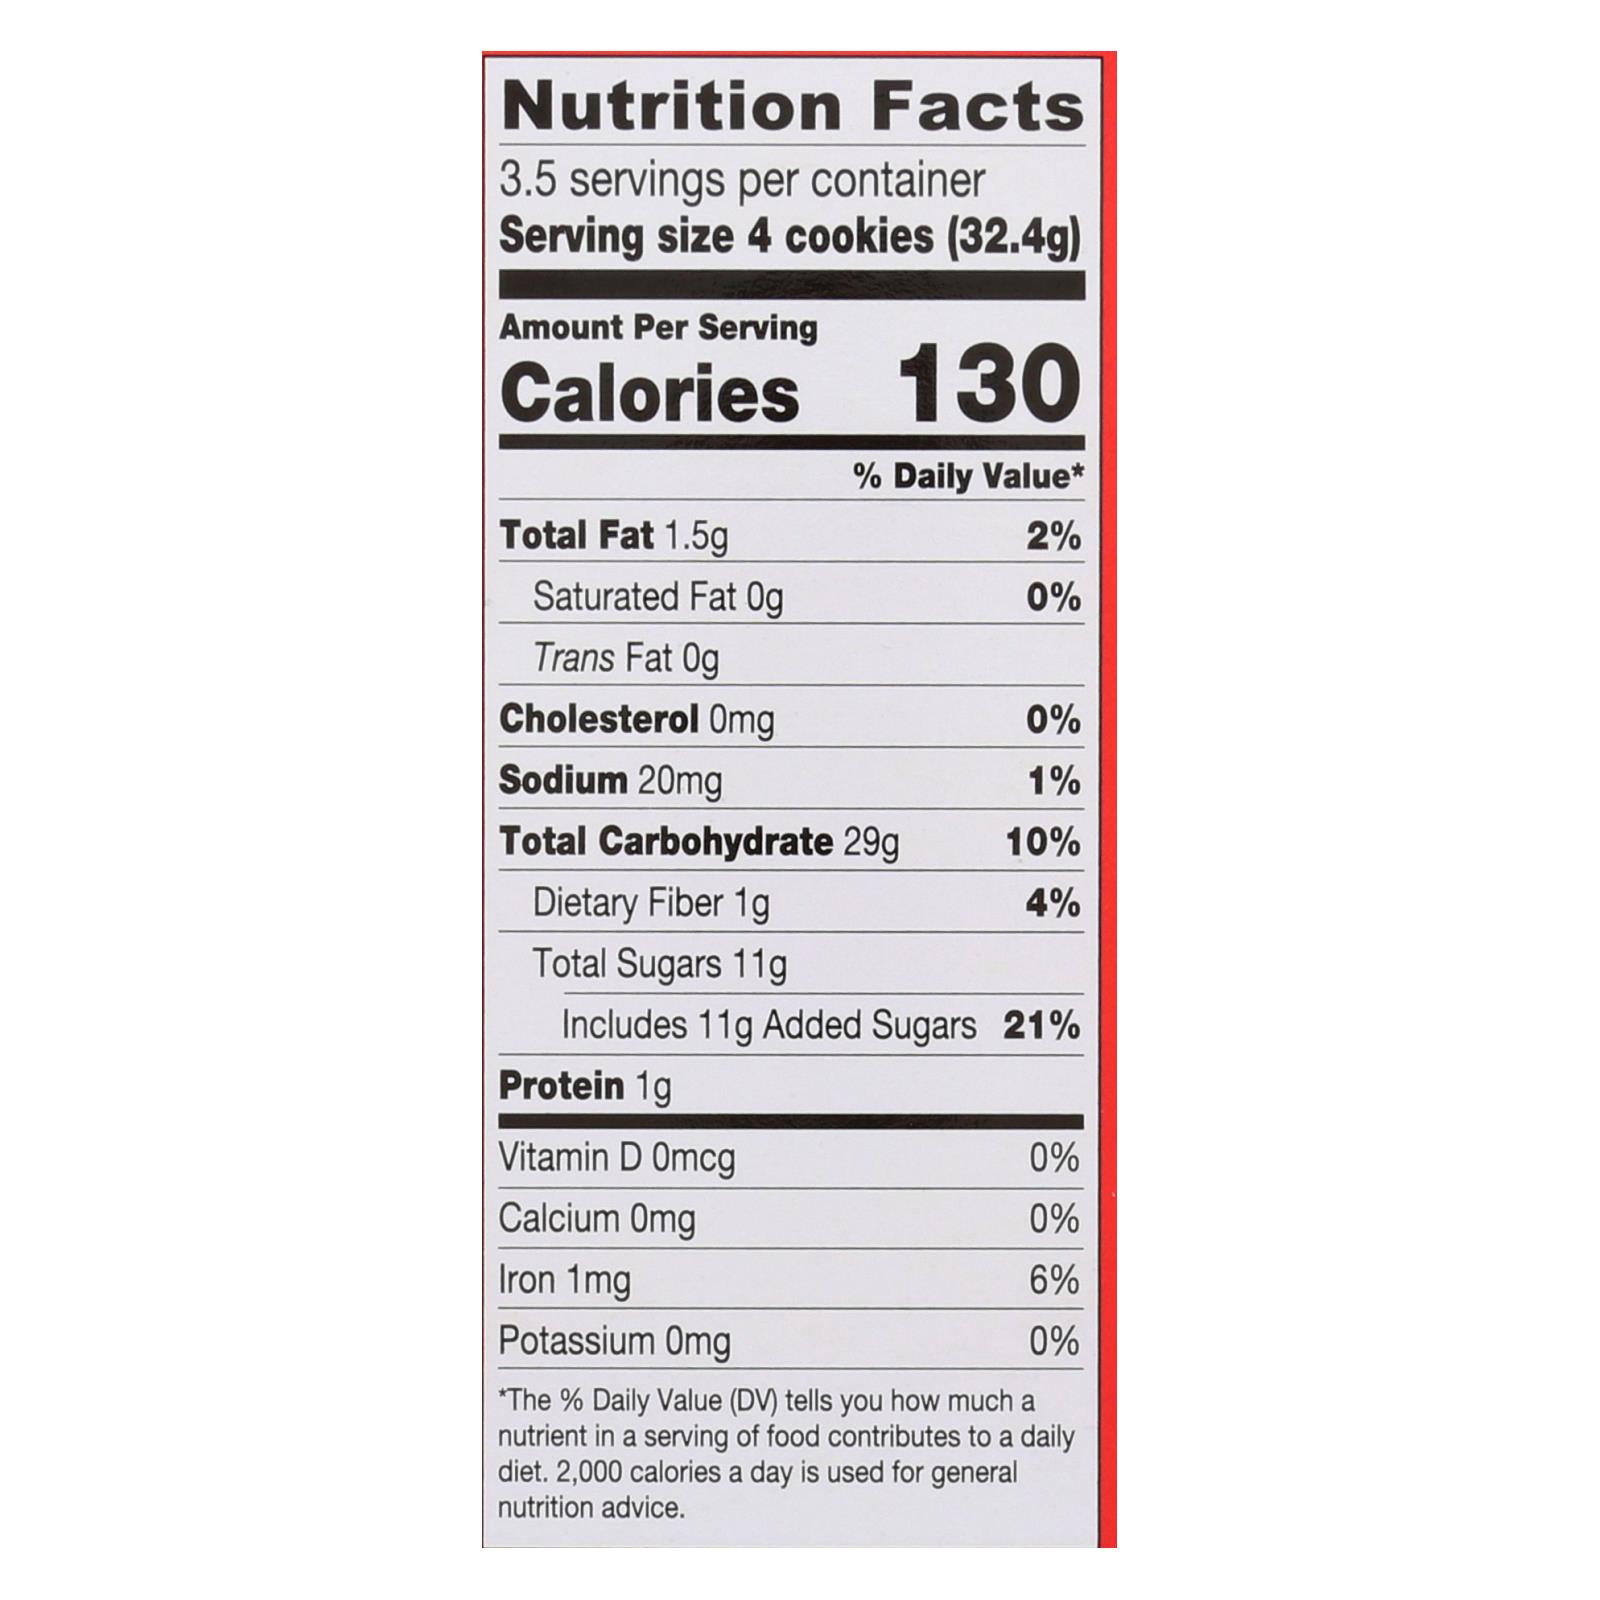 Nutrition Facts
3.5 servings per container
Serving size 4 cookies (32.4g)
Amount Per Serving
Calories 130
% Daily Value*
Total Fat 1.5g 2%
Saturated Fat 0g 0%
Trans Fat 0g
Cholesterol 0mg 0%
Sodium 20mg 1%
Total Carbohydrate 29g 10%
Dietary Fiber 1g 4%
Total Sugars 11g
Includes 11g Added Sugars 21%
Protein 1g
Vitamin D 0mcg 0%
Calcium 0mg 0%
Iron 1mg 6%
Potassium 0mg 0%
*The % Daily Value (DV) tells you how much a
nutrient in a serving of food contributes to a daily
diet. 2,000 calories a day is used for general
nutrition advice.